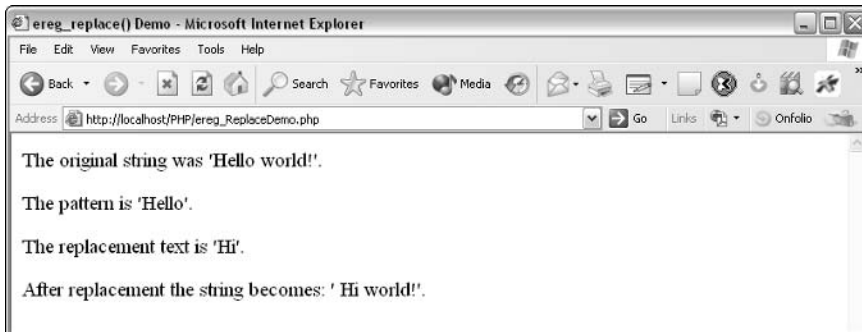 ereg_replace() Demo - Microsoft Internet Explorer
File Edit View Favorites Tools Help
Back Search Favorites Media
Address http://localhost/PHP/ereg_ReplaceDemo.php Go Links Onfolio
The original string was 'Hello world!'.
The pattern is 'Hello'.
The replacement text is 'Hi'.
After replacement the string becomes: ' Hi world!'.